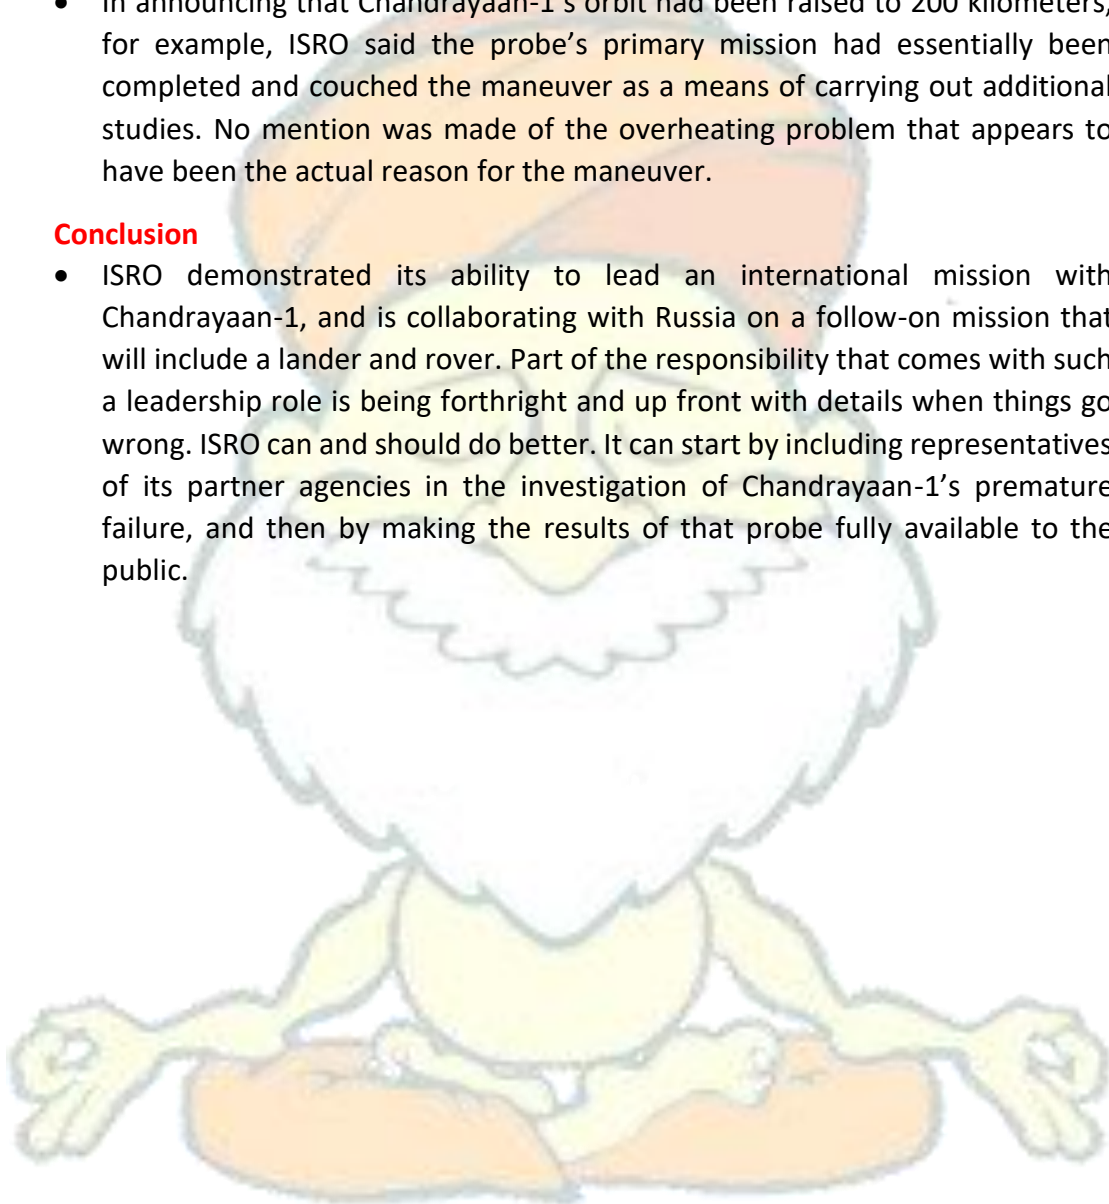 • In announcing that Chandrayaan-1's orbit had been raised to 200 kilometers,
for example, ISRO said the probe's primary mission had essentially been
completed and couched the maneuver as a means of carrying out additional
studies. No mention was made of the overheating problem that appears to
have been the actual reason for the maneuver.
Conclusion
• ISRO demonstrated its ability to lead an international mission with
Chandrayaan-1, and is collaborating with Russia on a follow-on mission that
will include a lander and rover. Part of the responsibility that comes with such
a leadership role is being forthright and up front with details when things go
wrong. ISRO can and should do better. It can start by including representatives
of its partner agencies in the investigation of Chandrayaan-1's premature
failure, and then by making the results of that probe fully available to the
public.